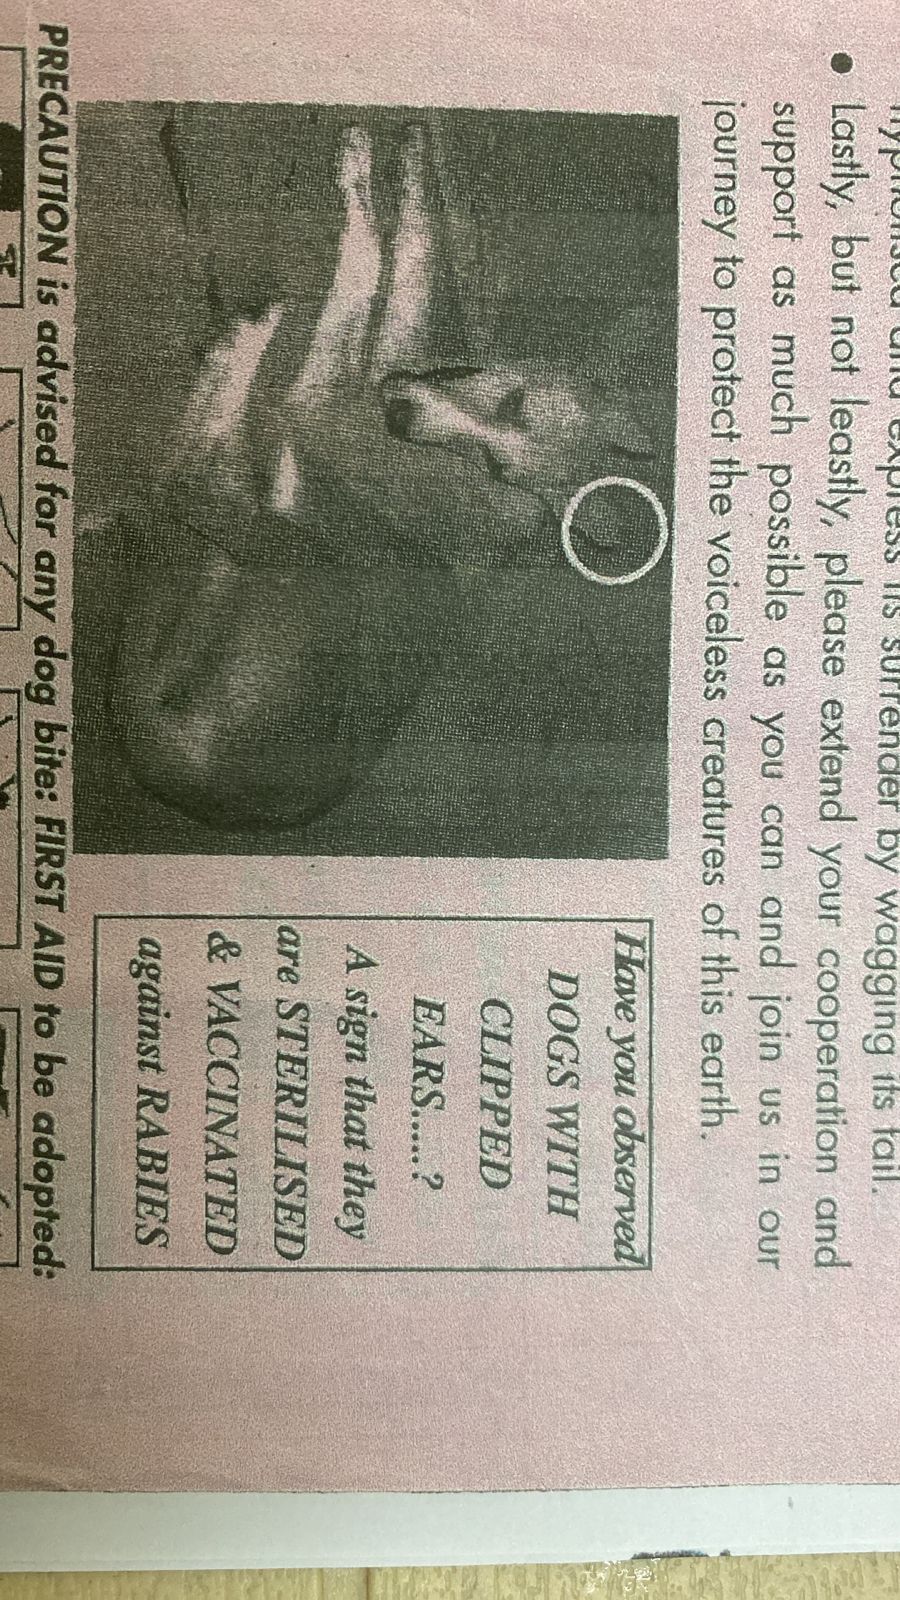 hypnotised and express its surrender by wagging its tail.
● Lastly, but not leastly, please extend your cooperation and
support as much possible as you can and join us in our
journey to protect the voiceless creatures of this earth.
Have you observed
DOGS WITH
CLIPPED
EARS.....?
A sign that they
are STERILISED
& VACCINATED
against RABIES
PRECAUTION is advised for any dog bite: FIRST AID to be adopted: